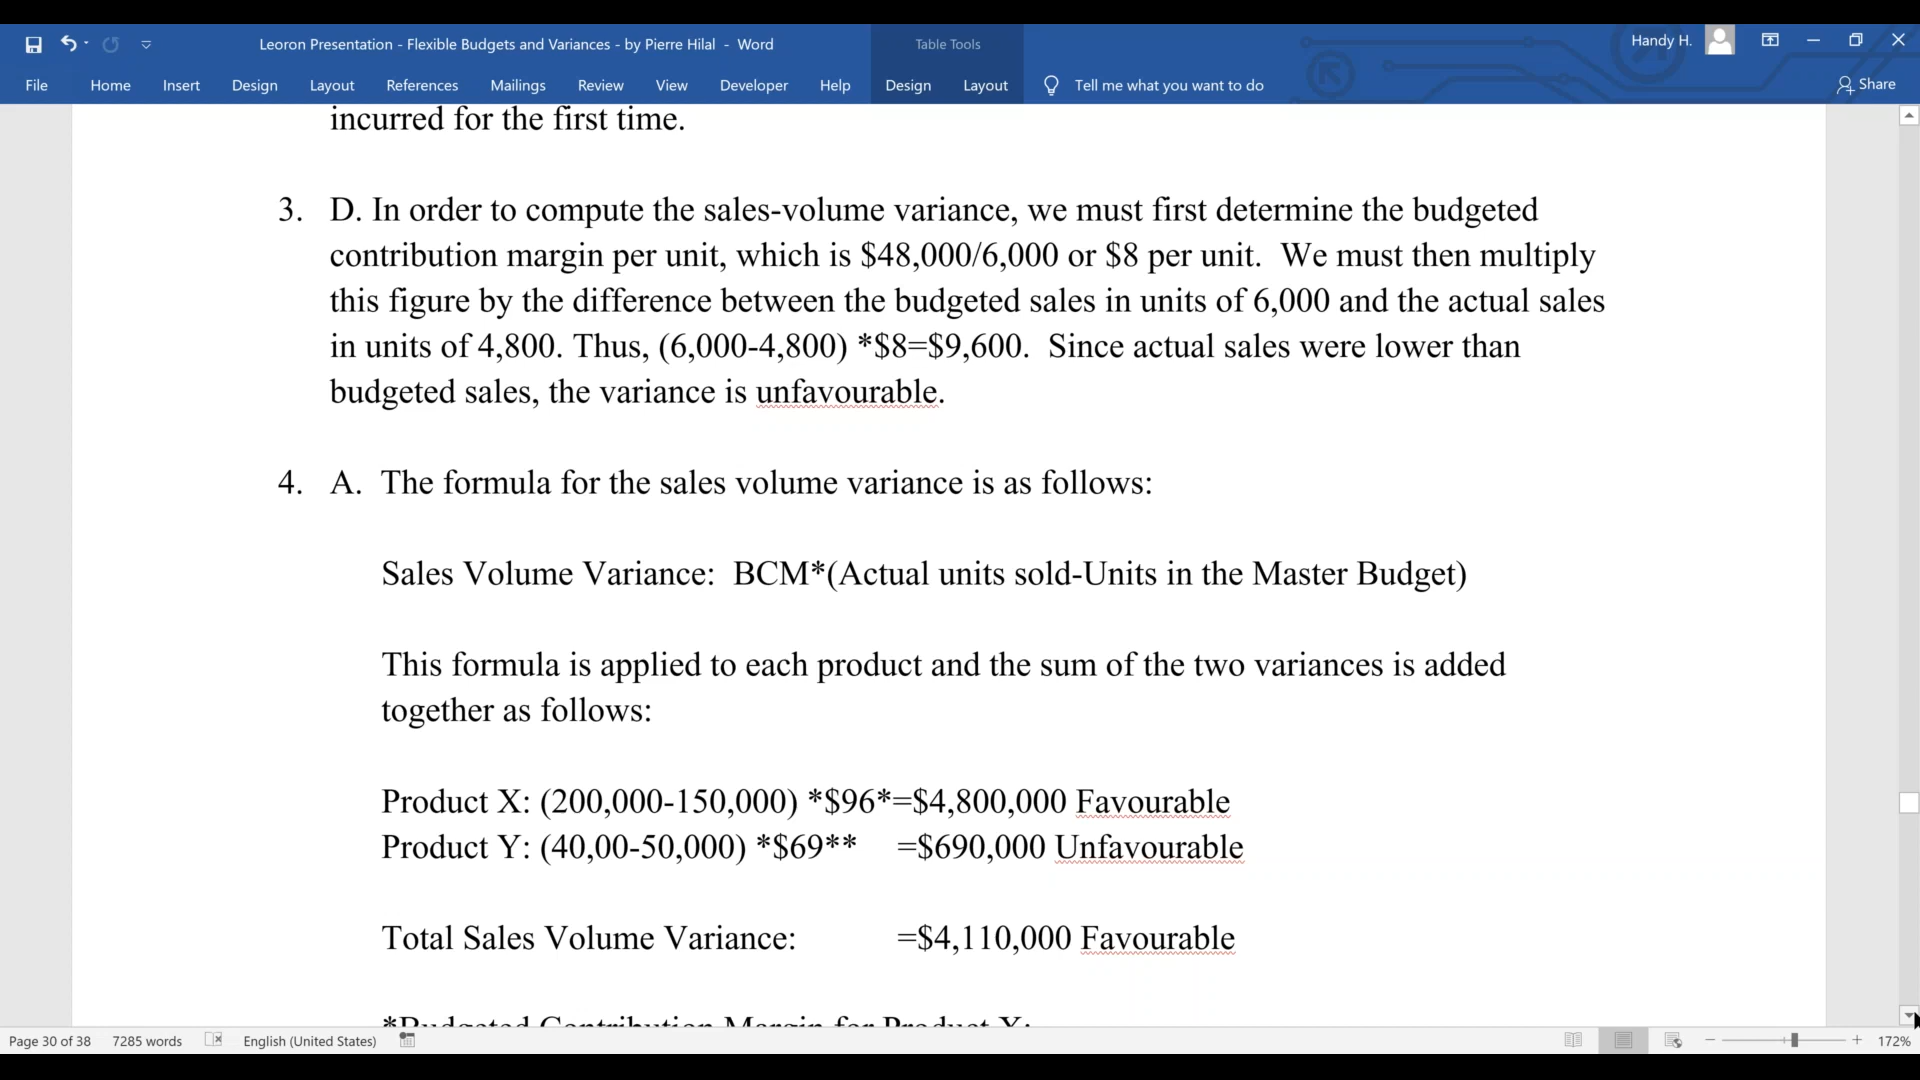 Leoron Presentation - Flexible Budgets and Variances - by Pierre Hilal - Word
Table Tools
Handy H.
File Home Insert Design Layout References Mailings Review View Developer Help Design Layout Tell me what you want to do Share
incurred for the first time.
3. D. In order to compute the sales-volume variance, we must first determine the budgeted
contribution margin per unit, which is $48,000/6,000 or $8 per unit. We must then multiply
this figure by the difference between the budgeted sales in units of 6,000 and the actual sales
in units of 4,800. Thus, (6,000-4,800) *$8=$9,600. Since actual sales were lower than
budgeted sales, the variance is unfavourable.
4. A. The formula for the sales volume variance is as follows:
Sales Volume Variance: BCM*(Actual units sold-Units in the Master Budget)
This formula is applied to each product and the sum of the two variances is added
together as follows:
Product X: (200,000-150,000) *$96*=$4,800,000 Favourable
Product Y: (40,00-50,000) *$69** =$690,000 Unfavourable
Total Sales Volume Variance: =$4,110,000 Favourable
*Budgeted Contribution Margin for Product X:
Page 30 of 38 7285 words English (United States) 172%